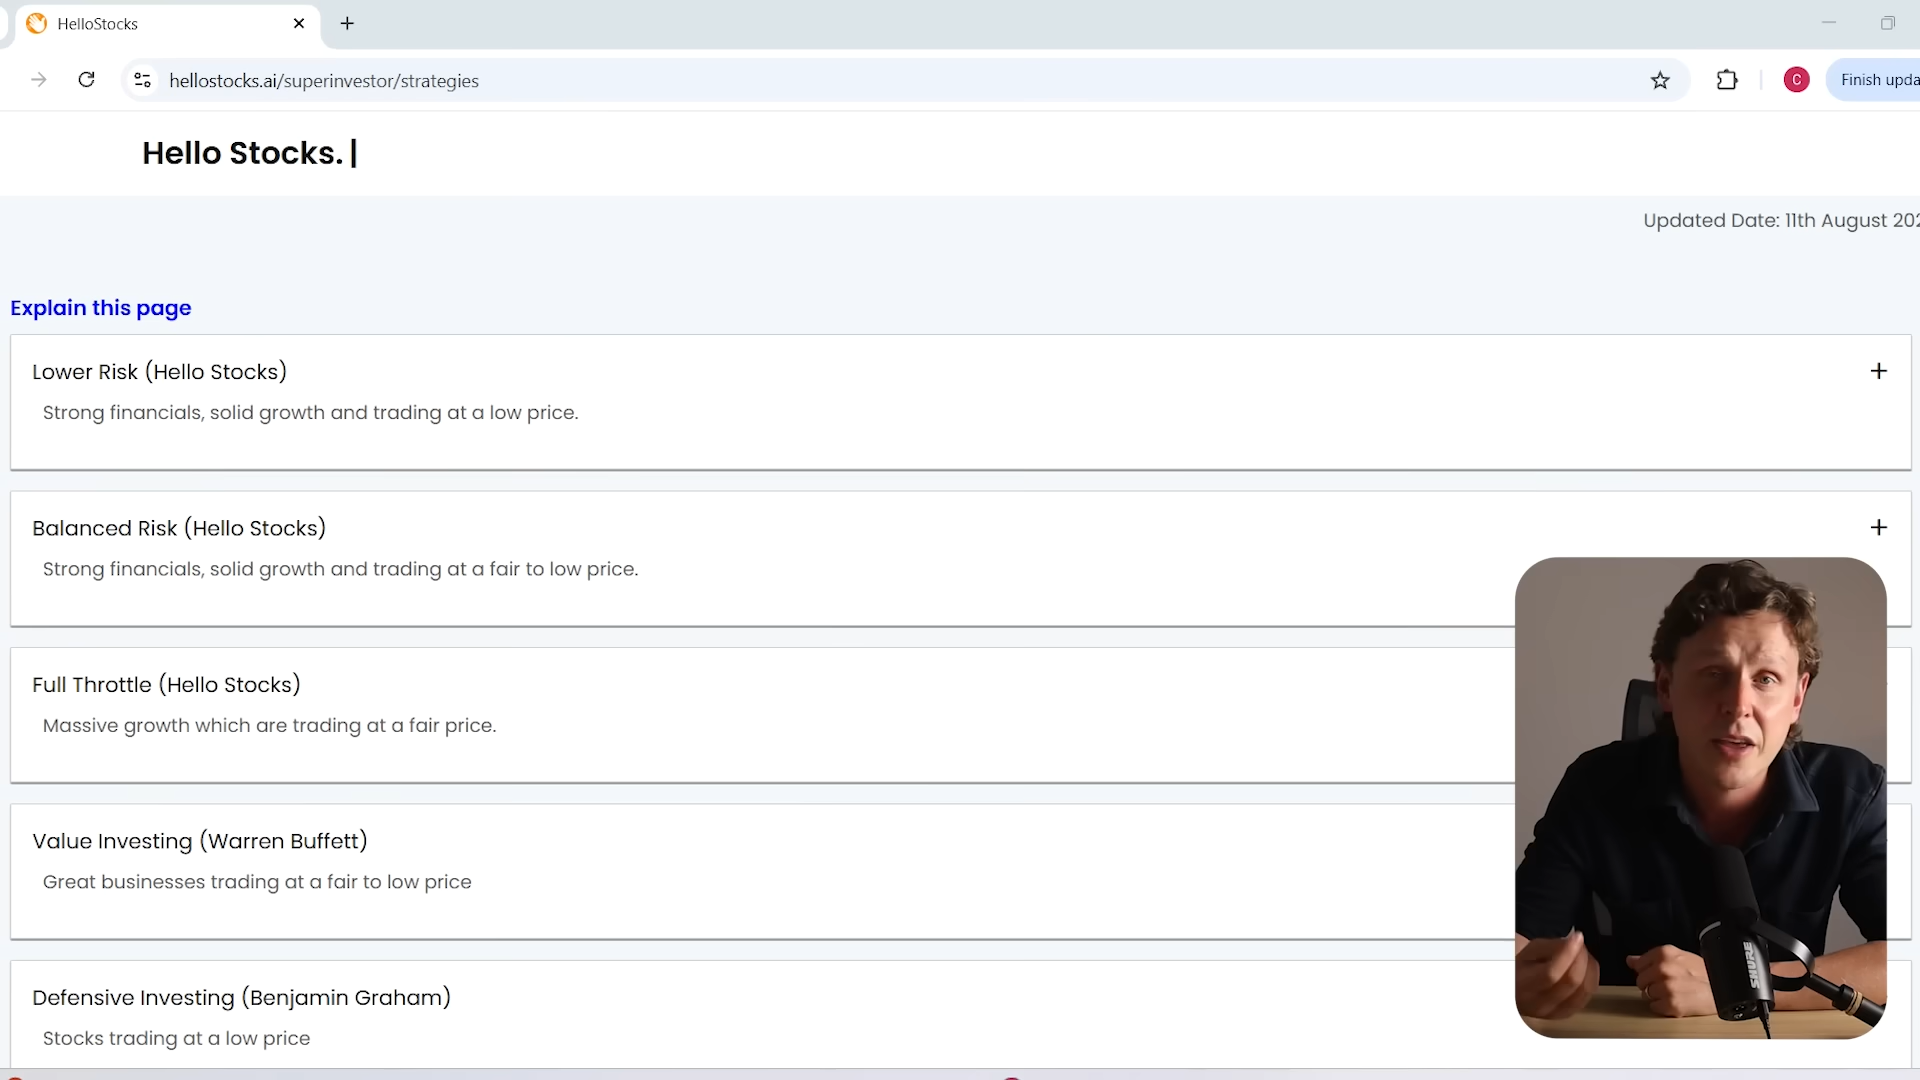 HelloStocks
hellostocks.ai/superinvestor/strategies
C
Finish upda
Hello Stocks.
Updated Date: 11th August 202
Explain this page
Lower Risk (Hello Stocks)
Strong financials, solid growth and trading at a low price.
Balanced Risk (Hello Stocks)
Strong financials, solid growth and trading at a fair to low price.
Full Throttle (Hello Stocks)
Massive growth which are trading at a fair price.
Value Investing (Warren Buffett)
Great businesses trading at a fair to low price
Defensive Investing (Benjamin Graham)
Stocks trading at a low price
SHURE